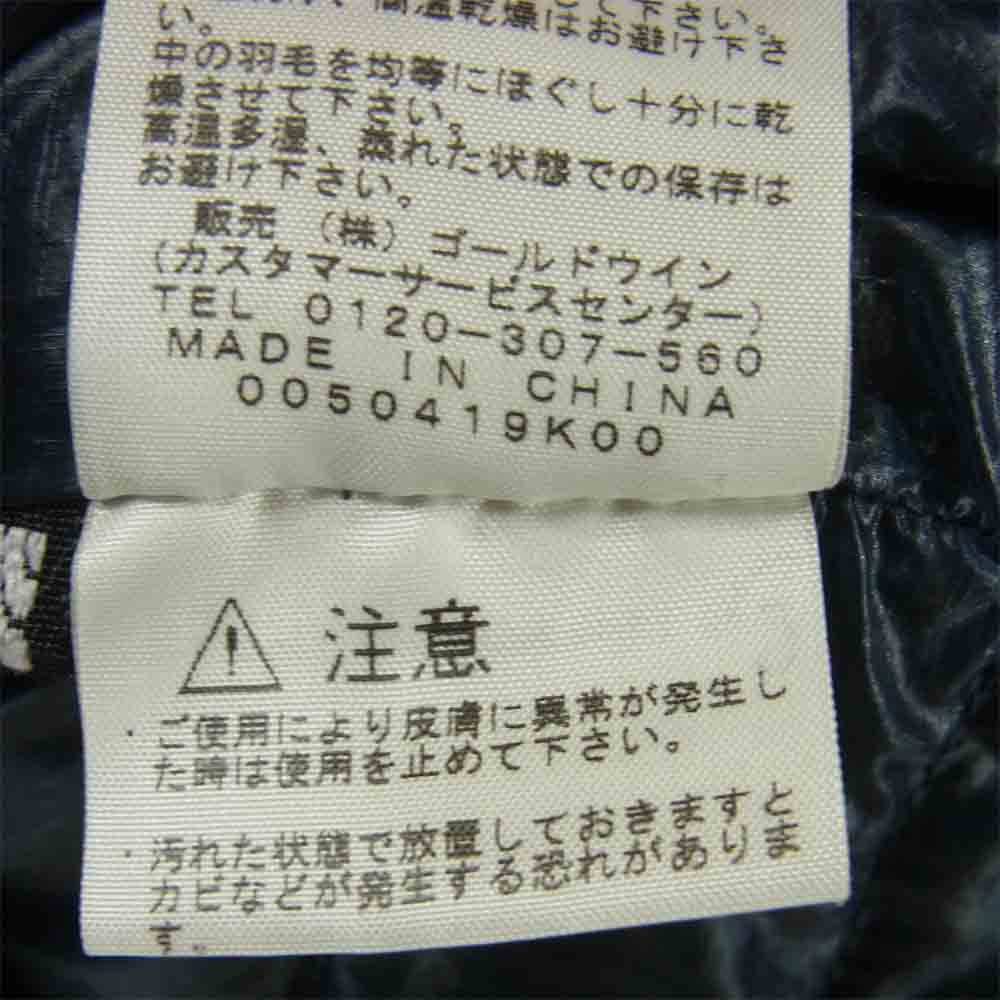 、高温乾燥はお避け下さ
い。
中の羽毛を均等にほぐし十分に乾
燥させて下さい。
高温多湿、蒸れた状態での保存は
お避け下さい。
販売 (株)ゴールドウイン
(カスタマーサービスセンター)
TEL 0120-307-560
MADE IN CHINA
0050419K00
注意
・ご使用により皮膚に異常が発生し
た時は使用を止めて下さい。
・汚れた状態で放置しておきますと
カビなどが発生する恐れがありま
す。